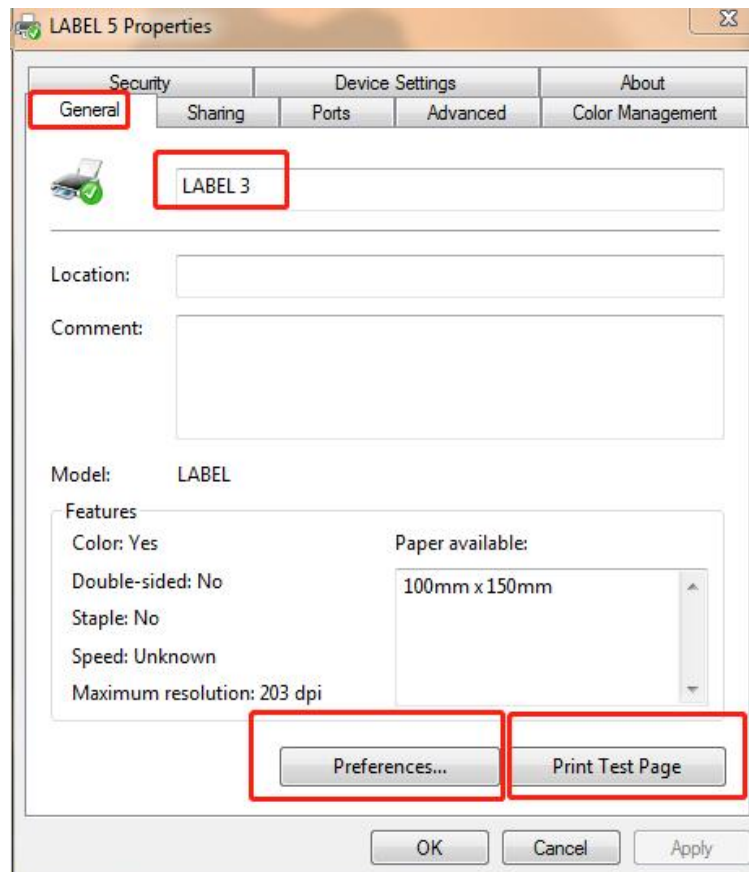 LABEL 5 Properties
Security Device Settings About
General Sharing Ports Advanced Color Management
LABEL 3
Location:
Comment:
Model: LABEL
Features
Color: Yes Paper available:
Double-sided: No 100mm x 150mm
Staple: No
Speed: Unknown
Maximum resolution: 203 dpi
Preferences... Print Test Page
OK Cancel Apply